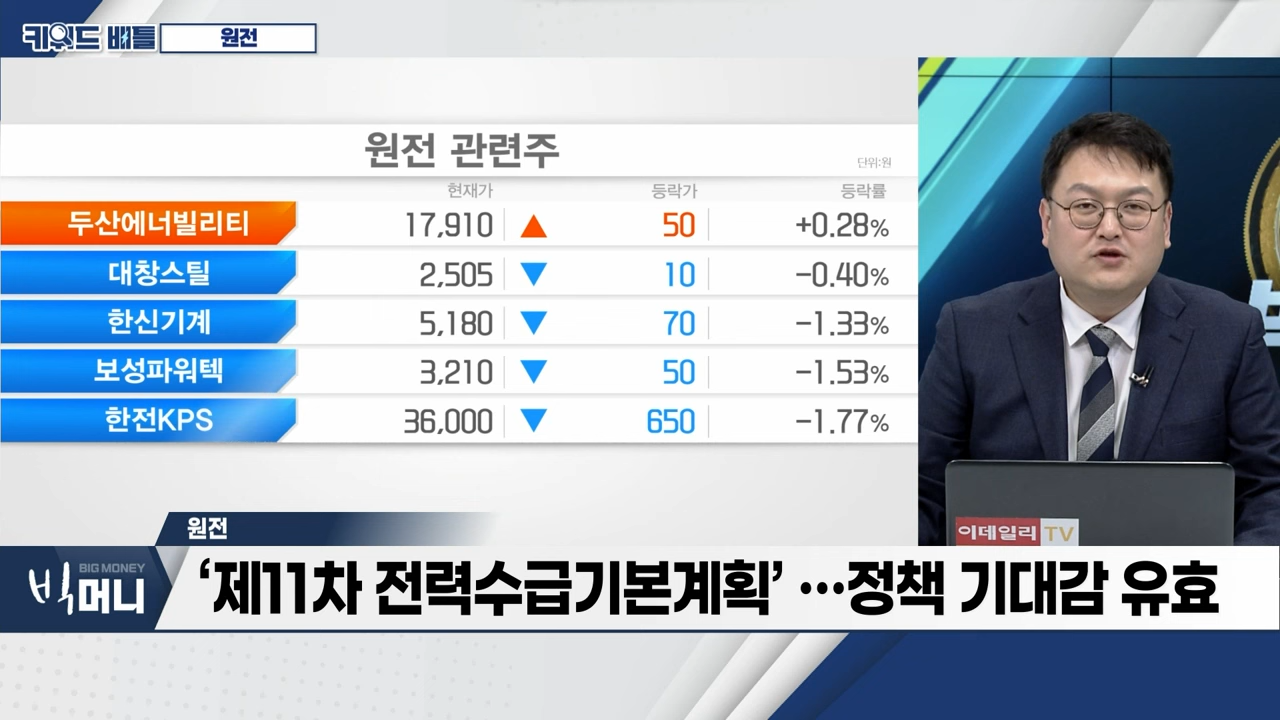 키워드 배틀 원전
원전 관련주
단위:원
현재가 등락가 등락률
두산에너빌리티 17,910 ▲ 50 +0.28%
대창스틸 2,505 ▼ 10 -0.40%
한신기계 5,180 ▼ 70 -1.33%
보성파워텍 3,210 ▼ 50 -1.53%
한전KPS 36,000 ▼ 650 -1.77%
이데일리TV
원전
BIG MONEY
빅머니
‘제11차 전력수급기본계획’ …정책 기대감 유효